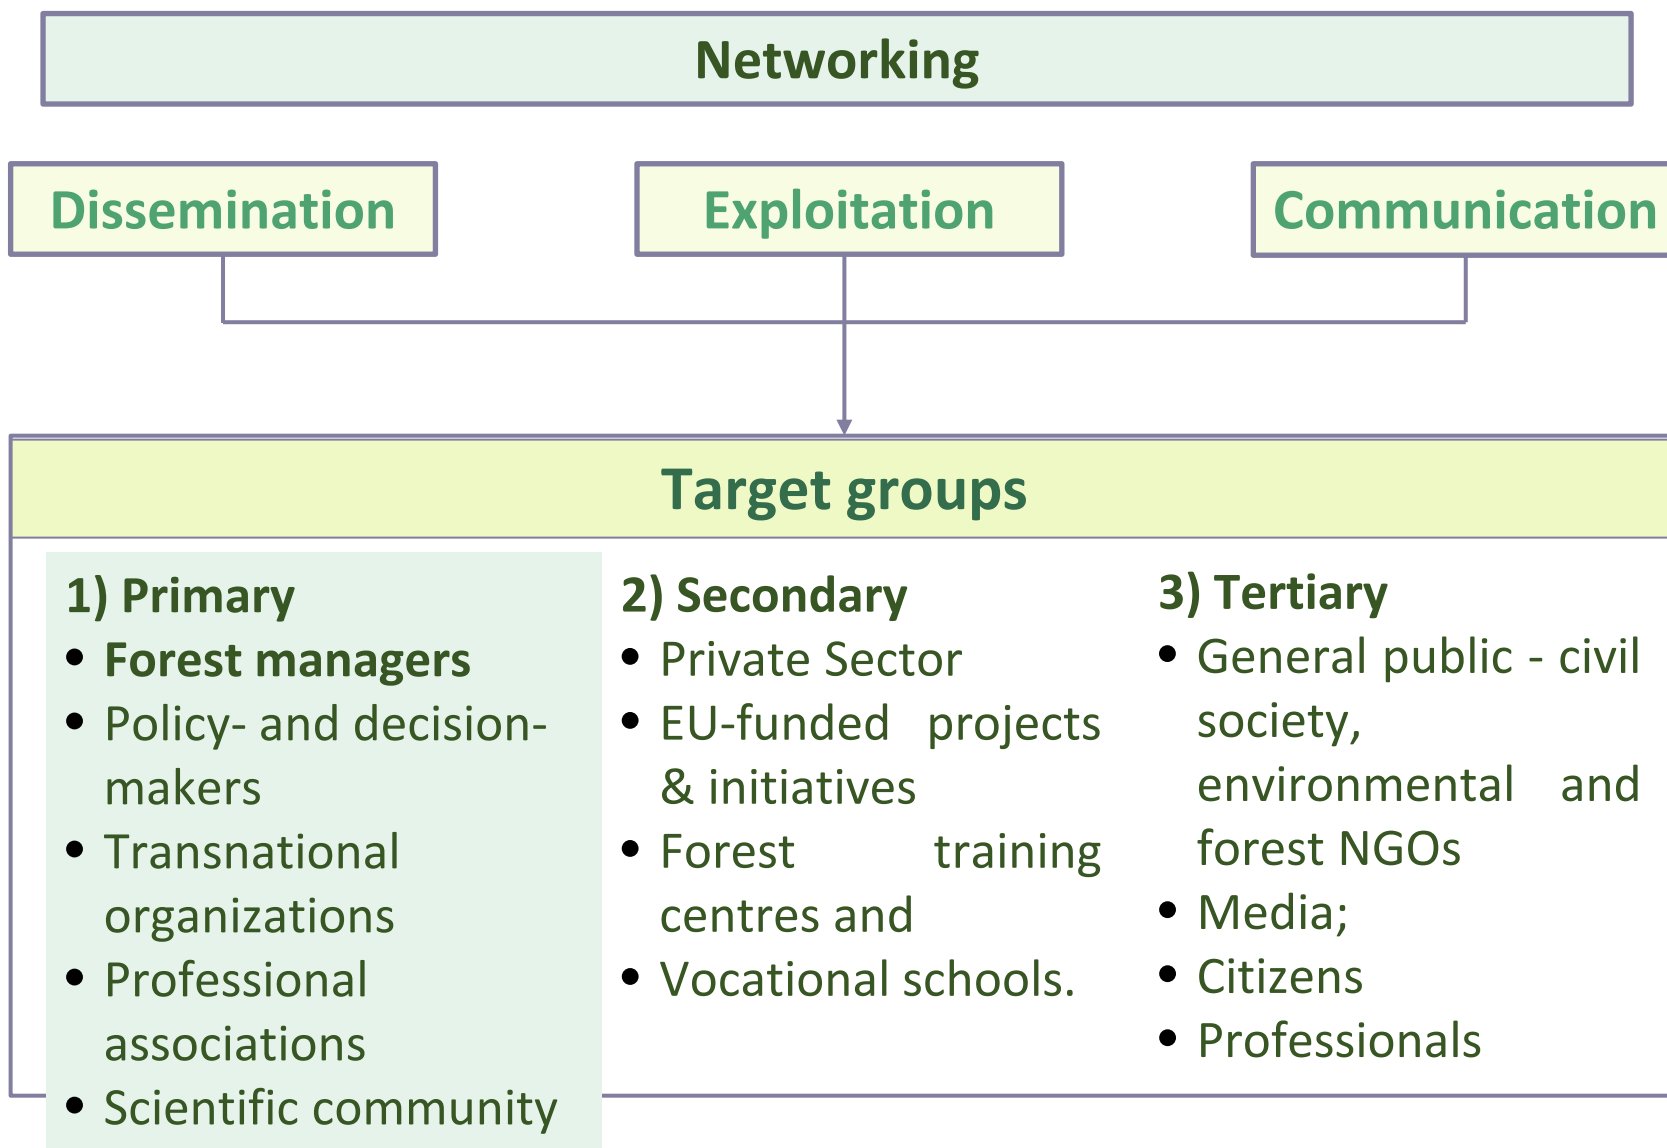 Networking
Dissemination
Exploitation
Communication
Target groups
1) Primary
• Forest managers
• Policy- and decision-
makers
• Transnational
organizations
• Professional
associations
• Scientific community
2) Secondary
• Private Sector
• EU-funded projects
& initiatives
• Forest training
centres and
• Vocational schools.
3) Tertiary
• General public - civil
society,
environmental and
forest NGOs
• Media;
• Citizens
• Professionals